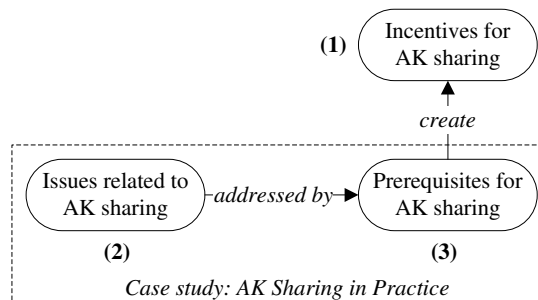 Incentives for
(1)
AK sharing
create
Issues related to
AK sharing
addressed by
Prerequisites for
AK sharing
(2)
(3)
Case study: AK Sharing in Practice